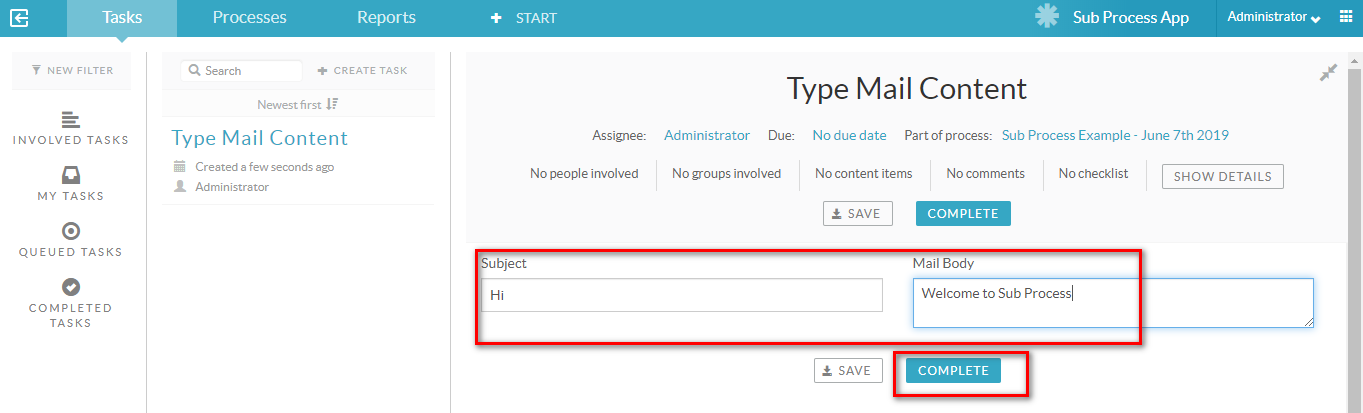 Tasks Processes Reports START Sub Process App Administrator
NEW FILTER
INVOLVED TASKS
MY TASKS
QUEUED TASKS
COMPLETED
TASKS
Search CREATE TASK
Newest first
Type Mail Content
Created a few seconds ago
Administrator
Type Mail Content
Assignee: Administrator Due: No due date Part of process: Sub Process Example - June 7th 2019
No people involved No groups involved No content items No comments No checklist SHOW DETAILS
SAVE COMPLETE
Subject Mail Body
Hi Welcome to Sub Process
SAVE COMPLETE